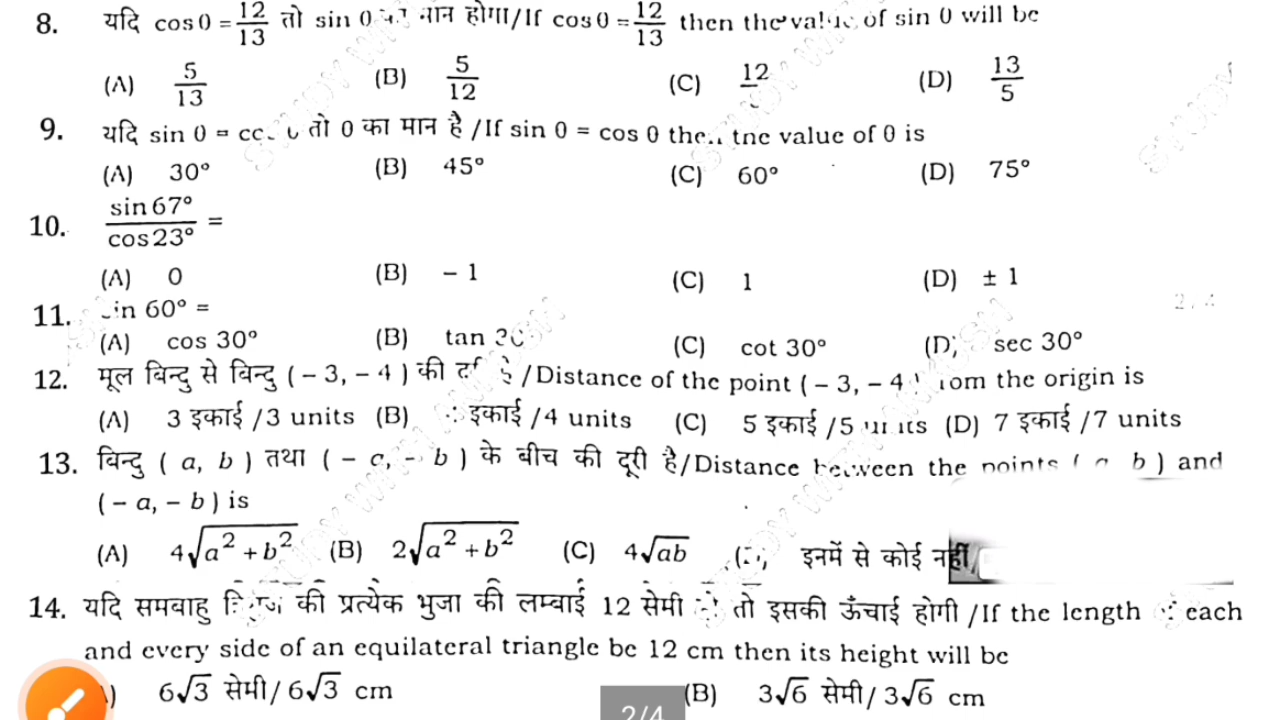 8. यदि cos θ = 12/13 तो sin θ का मान होगा/If cos θ = 12/13 then the value of sin θ will be
(A) 5/13 (B) 5/12 (C) 12 (D) 13/5
9. यदि sin θ = cos θ तो θ का मान है /If sin θ = cos θ then the value of θ is
(A) 30° (B) 45° (C) 60° (D) 75°
10. sin 67°/cos 23° =
(A) 0 (B) – 1 (C) 1 (D) ± 1
11. sin 60° =
(A) cos 30° (B) tan 30° (C) cot 30° (D) sec 30°
12. मूल बिन्दु से बिन्दु ( – 3, – 4 ) की दूरी है /Distance of the point ( – 3, – 4 ) from the origin is
(A) 3 इकाई /3 units (B) इकाई /4 units (C) 5 इकाई /5 units (D) 7 इकाई /7 units
13. बिन्दु ( a, b ) तथा ( – a, – b ) के बीच की दूरी है/Distance between the points ( a b ) and
( – a, – b ) is
(A) 4√(a² + b²) (B) 2√(a² + b²) (C) 4√ab इनमें से कोई नहीं
14. यदि समबाहु त्रिभुज की प्रत्येक भुजा की लम्बाई 12 सेमी हो तो इसकी ऊँचाई होगी /If the length of each
and every side of an equilateral triangle be 12 cm then its height will be
6√3 सेमी/ 6√3 cm (B) 3√6 सेमी/ 3√6 cm
2/4